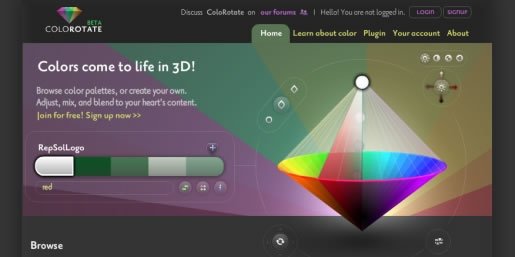 Discuss ColoRotate on our forums | Hello! You are not logged in. LOGIN SIGNUP
BETA
COLOROTATE
Home Learn about color Plugin Your account About
Colors come to life in 3D!
Browse color palettes, or create your own.
Adjust, mix, and blend to your heart's content.
Join for free! Sign up now >>
RepSolLogo
red
Browse